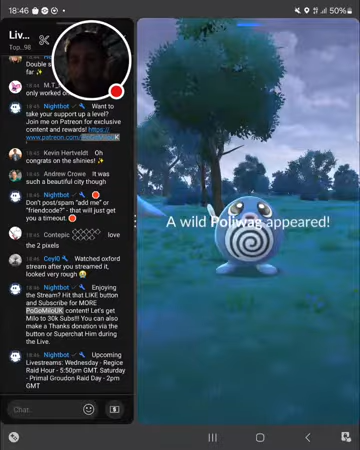 18:46
50%
Liv...
Top...98
Double s
far ✨
M.T_
only worked on
18:45 Nightbot Want to
take your support up a level?
Join me on Patreon for exclusive
content and rewards! https://
www.patreon.com/PoGoMiloUK
18:45 Kevin Hertveldt Oh
congrats on the shinies! ✨
18:45 Andrew Crowe It was
such a beautiful city though
18:45 Nightbot 🔴
Don't post/spam "add me" or
"friendcode?" - that will just
get you a timeout. 🔴
Contepic love
the 2 pixels
18:46 Ceyl0 Watched oxford
stream after you streamed it,
looked very rough 😭
18:46 Nightbot Enjoying
the Stream? Hit that LIKE button
and Subscribe for MORE
PoGoMiloUK content! Let's get
Milo to 30k Subs!!! You can also
make a Thanks donation via the
button or Superchat Him during
the Live.
18:46 Nightbot Upcoming
Livestreams: Wednesday - Regice
Raid Hour - 5:50pm GMT. Saturday
- Primal Groudon Raid Day - 2pm
GMT
Chat..
A wild Poliwag appeared!